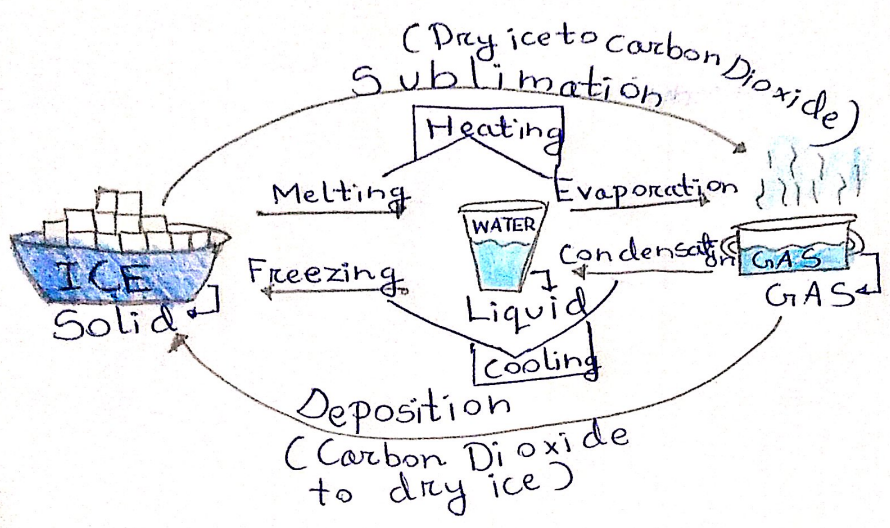 (Dry ice to Carbon Dioxide)
Sublimation
Heating
Melting
Evaporation
WATER
Condensation
ICE
Freezing
GAS
Solid
Liquid
GAS
Cooling
Deposition
(Carbon Dioxide
to dry ice)